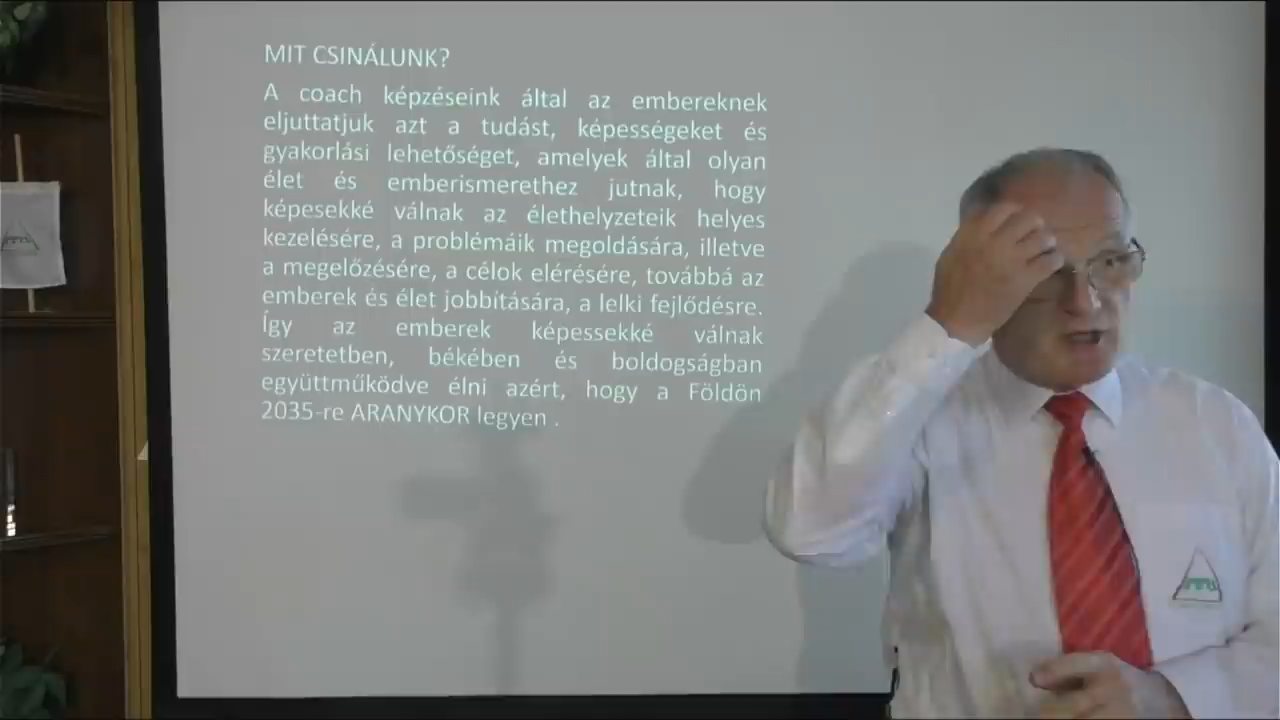 MIT CSINÁLUNK?
A coach képzéseink által az embereknek
eljuttatjuk azt a tudást, képességeket és
gyakorlási lehetőséget, amelyek által olyan
élet és emberismerethez jutnak, hogy
képesekké válnak az élethelyzeteik helyes
kezelésére, a problémáik megoldására, illetve
a megelőzésére, a célok elérésére, továbbá az
emberek és élet jobbítására, a lelki fejlődésre.
Így az emberek képessekké válnak
szeretetben, békében és boldogságban
együttműködve élni azért, hogy a Földön
2035-re ARANYKOR legyen .